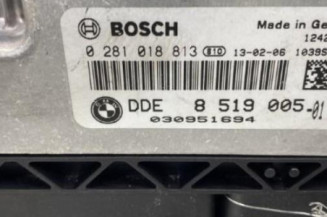 BOSCH
Made in Ge
1242
0 281 018 813 B10 13-02-06 10395
DDE 8 519 005-01
030951694